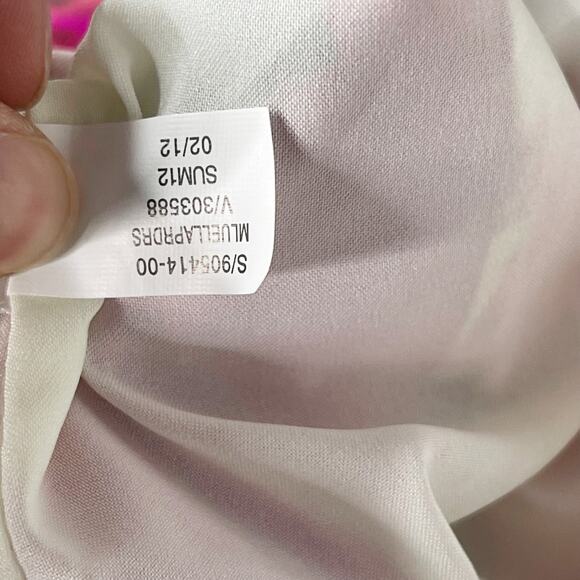 S/905414-00
MLUELLAPRDRS
V/303588
SUM12
02/12